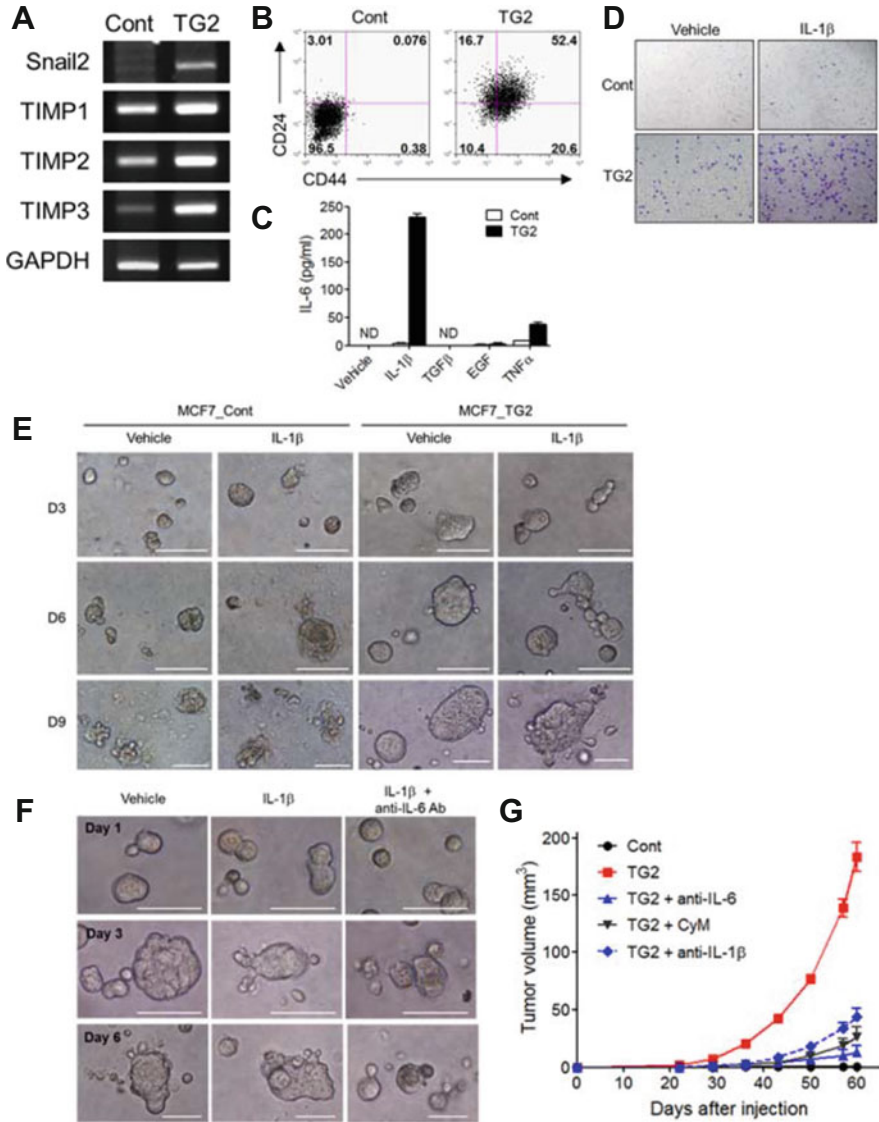 A
Cont TG2
Snail2
TIMP1
TIMP2
TIMP3
GAPDH
B
Cont TG2
3.01 0.076
96.5 0.38
16.7 52.4
10.4 20.6
CD24
CD44
C
IL-6 (pg/ml)
250
200
150
100
50
0
Cont
TG2
ND ND
Vehicle IL-1β TGFβ EGF TNFα
D
Vehicle IL-1β
Cont
TG2
E
MCF7_Cont MCF7_TG2
Vehicle IL-1β Vehicle IL-1β
D3
D6
D9
F
Vehicle IL-1β IL-1β +
anti-IL-6 Ab
Day 1
Day 3
Day 6
G
Tumor volume (mm³)
200
150
100
50
0
Cont
TG2
TG2 + anti-IL-6
TG2 + CyM
TG2 + anti-IL-1β
0 10 20 30 40 50 60
Days after injection